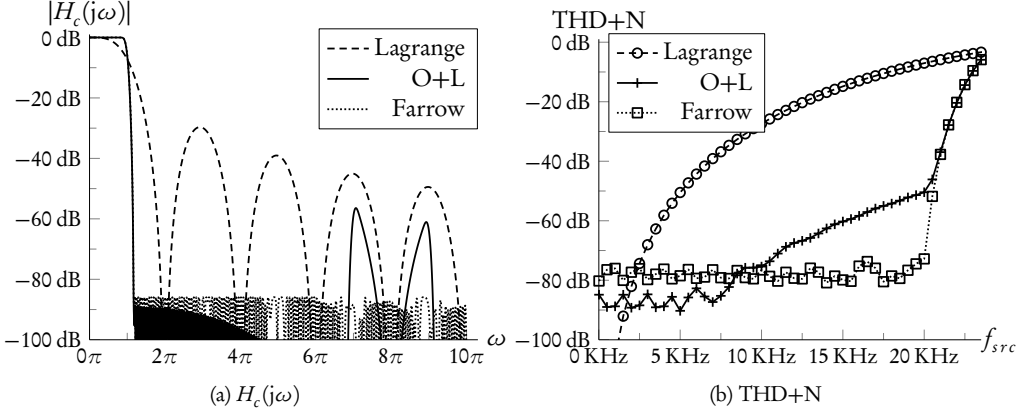 |H_c(jω)|
0 dB
−20 dB
−40 dB
−60 dB
−80 dB
−100 dB
0π 2π 4π 6π 8π 10π ω
Lagrange
O+L
Farrow
(a) H_c(jω)
THD+N
0 dB
−20 dB
−40 dB
−60 dB
−80 dB
−100 dB
0 KHz 5 KHz 10 KHz 15 KHz 20 KHz f_src
Lagrange
O+L
Farrow
(b) THD+N